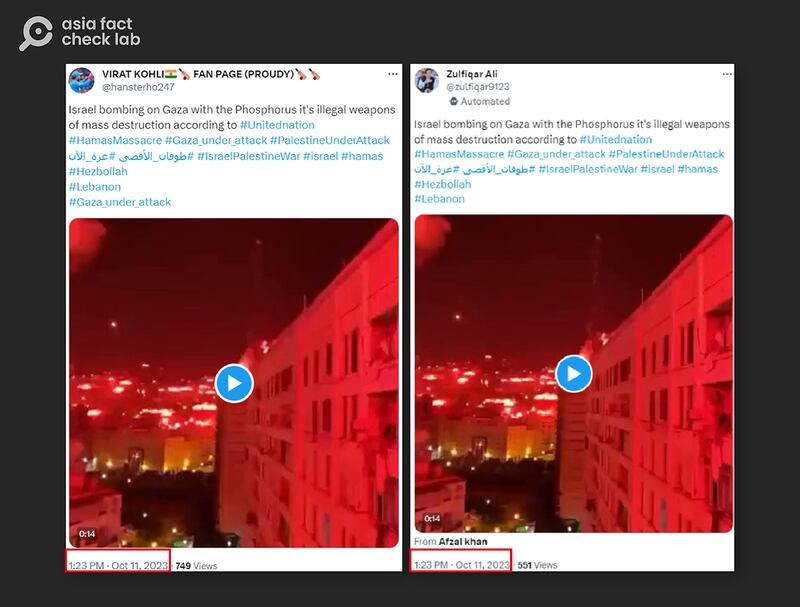 asia fact
check lab
VIRAT KOHLI🇮🇳🏏 FAN PAGE (PROUDY)🏏🏏
@hansterho247
Israel bombing on Gaza with the Phosphorus it's illegal weapons
of mass destruction according to #Unitednation
#HamasMassacre #Gaza_under_attack #PalestineUnderAttack
#طوفان_الأقصى #غزة_الآن #IsraelPalestineWar #israel #hamas
#Hezbollah
#Lebanon
#Gaza_under_attack
0:14
1:23 PM · Oct 11, 2023 749 Views
Zulfiqar Ali
@zulfiqar9123
Automated
Israel bombing on Gaza with the Phosphorus it's illegal weapons
of mass destruction according to #Unitednation
#HamasMassacre #Gaza_under_attack #PalestineUnderAttack
#طوفان_الأقصى #غزة_الآن #IsraelPalestineWar #israel #hamas
#Hezbollah
#Lebanon
0:14
From Afzal khan
1:23 PM · Oct 11, 2023 551 Views